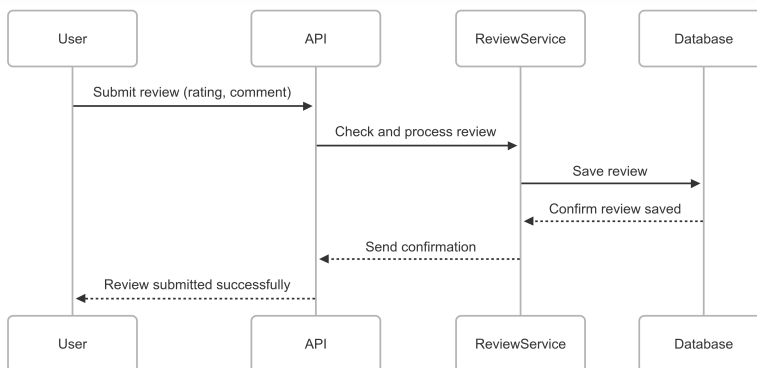 User
API
ReviewService
Database
Submit review (rating, comment)
Check and process review
Save review
Confirm review saved
Send confirmation
Review submitted successfully
User
API
ReviewService
Database